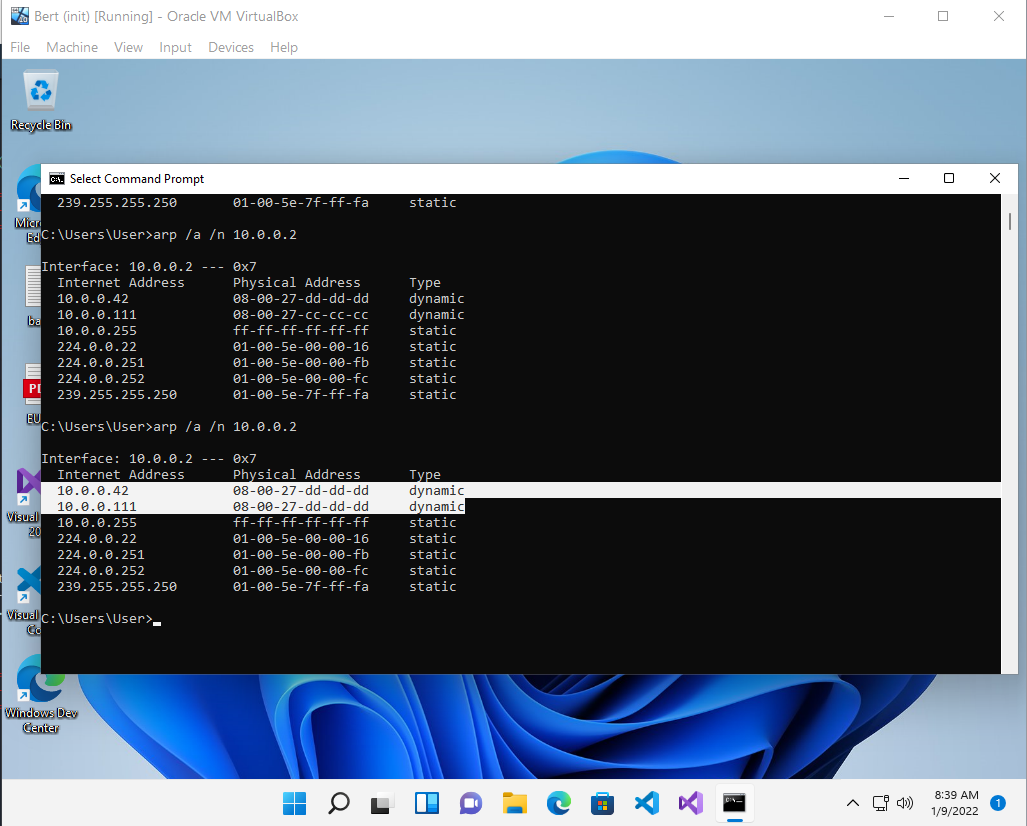 Bert (init) [Running] - Oracle VM VirtualBox
File Machine View Input Devices Help
Recycle Bin
Select Command Prompt
239.255.255.250 01-00-5e-7f-ff-fa static
C:\Users\User>arp /a /n 10.0.0.2
Interface: 10.0.0.2 --- 0x7
Internet Address Physical Address Type
10.0.0.42 08-00-27-dd-dd-dd dynamic
10.0.0.111 08-00-27-cc-cc-cc dynamic
10.0.0.255 ff-ff-ff-ff-ff-ff static
224.0.0.22 01-00-5e-00-00-16 static
224.0.0.251 01-00-5e-00-00-fb static
224.0.0.252 01-00-5e-00-00-fc static
239.255.255.250 01-00-5e-7f-ff-fa static
C:\Users\User>arp /a /n 10.0.0.2
Interface: 10.0.0.2 --- 0x7
Internet Address Physical Address Type
10.0.0.42 08-00-27-dd-dd-dd dynamic
10.0.0.111 08-00-27-dd-dd-dd dynamic
10.0.0.255 ff-ff-ff-ff-ff-ff static
224.0.0.22 01-00-5e-00-00-16 static
224.0.0.251 01-00-5e-00-00-fb static
224.0.0.252 01-00-5e-00-00-fc static
239.255.255.250 01-00-5e-7f-ff-fa static
C:\Users\User>
Visual
Visual
Windows Dev
Center
8:39 AM
1/9/2022
1